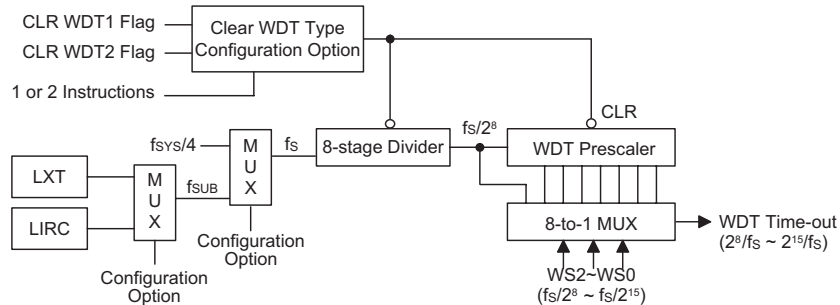 CLR WDT1 Flag
CLR WDT2 Flag
1 or 2 Instructions
Clear WDT Type
Configuration Option
CLR
fSYS/4
M
U
X
fS
8-stage Divider
fS/2⁸
WDT Prescaler
LXT
LIRC
M
U
X
fSUB
Configuration
Option
Configuration
Option
8-to-1 MUX
WDT Time-out
(2⁸/fS ~ 2¹⁵/fS)
WS2~WS0
(fS/2⁸ ~ fS/2¹⁵)